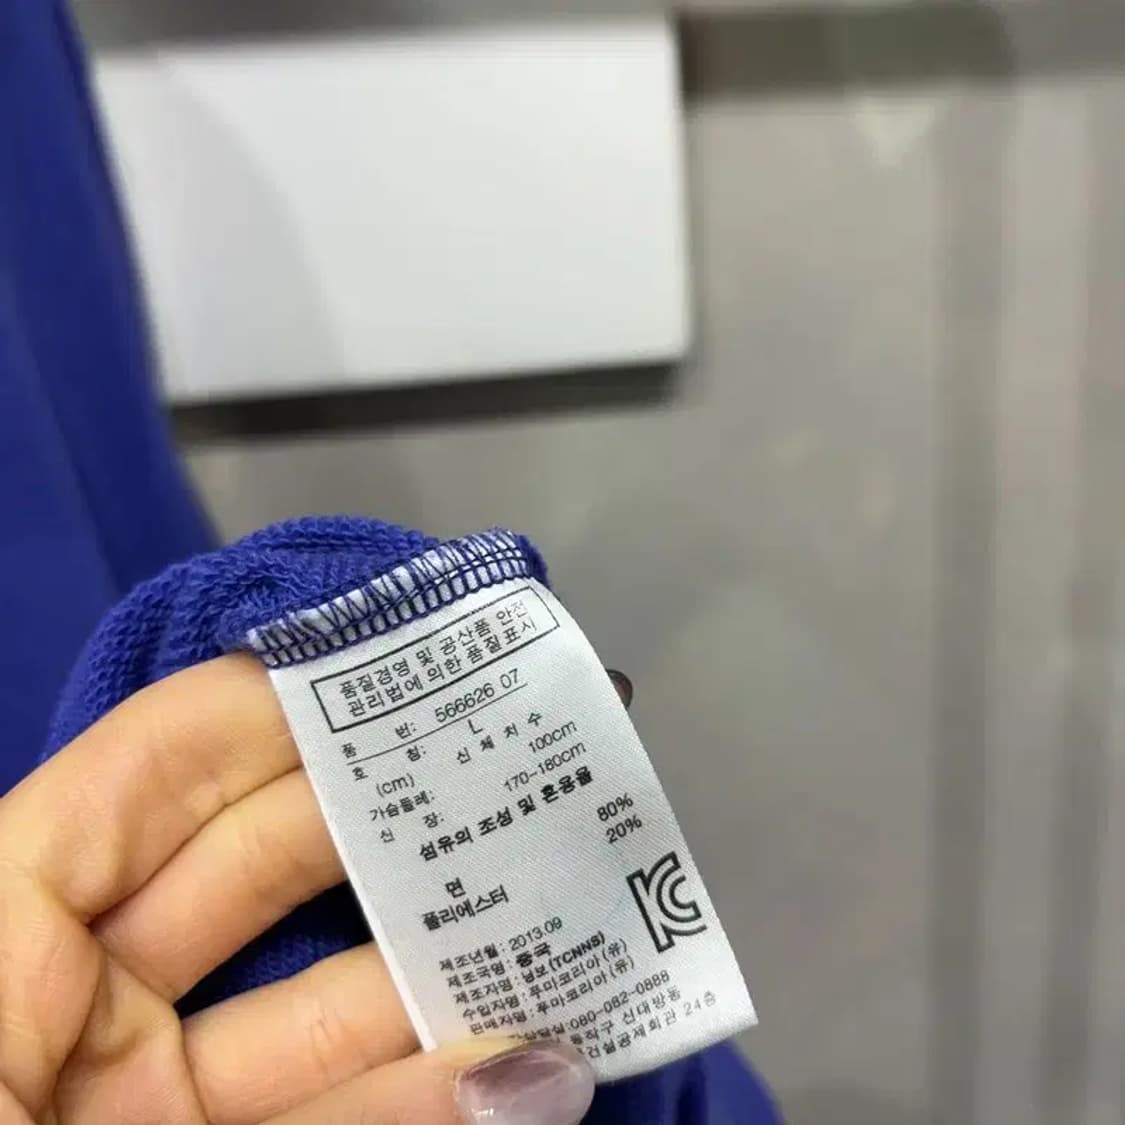 품질경영 및 공산품 안전
관리법에 의한 품질표시
품 번: 566626 07
호 칭: L
(cm) 신 체 치 수
가슴둘레: 100cm
신 장: 170-180cm
섬유의 조성 및 혼용율
80%
면 20%
폴리에스터
KC
제조년월: 2013.09
제조국명: 중국
제조자명: 닝보(TCNNS)
수입자명: 푸마코리아(유)
판매자명: 푸마코리아(유)
상담실:080-082-0888
동작구 신대방동
건설공제회관 24층